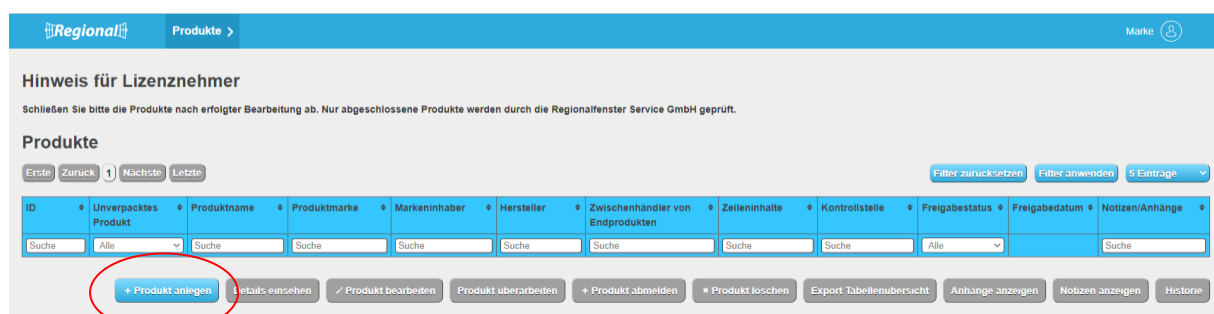 Regional
Produkte >
Marke
Hinweis für Lizenznehmer
Schließen Sie bitte die Produkte nach erfolgter Bearbeitung ab. Nur abgeschlossene Produkte werden durch die Regionalfenster Service GmbH geprüft.
Produkte
Erste Zurück 1 Nächste Letzte
Filter zurücksetzen Filter anwenden 5 Einträge
ID Unverpacktes Produkt Produktname Produktmarke Markeninhaber Hersteller Zwischenhändler von Endprodukten Zeileninhalte Kontrollstelle Freigabestatus Freigabedatum Notizen/Anhänge
Suche Alle Suche Suche Suche Suche Suche Suche Suche Alle Suche
+ Produkt anlegen Details einsehen Produkt bearbeiten Produkt überarbeiten + Produkt abmelden × Produkt löschen Export Tabellenübersicht Anhänge anzeigen Notizen anzeigen Historie